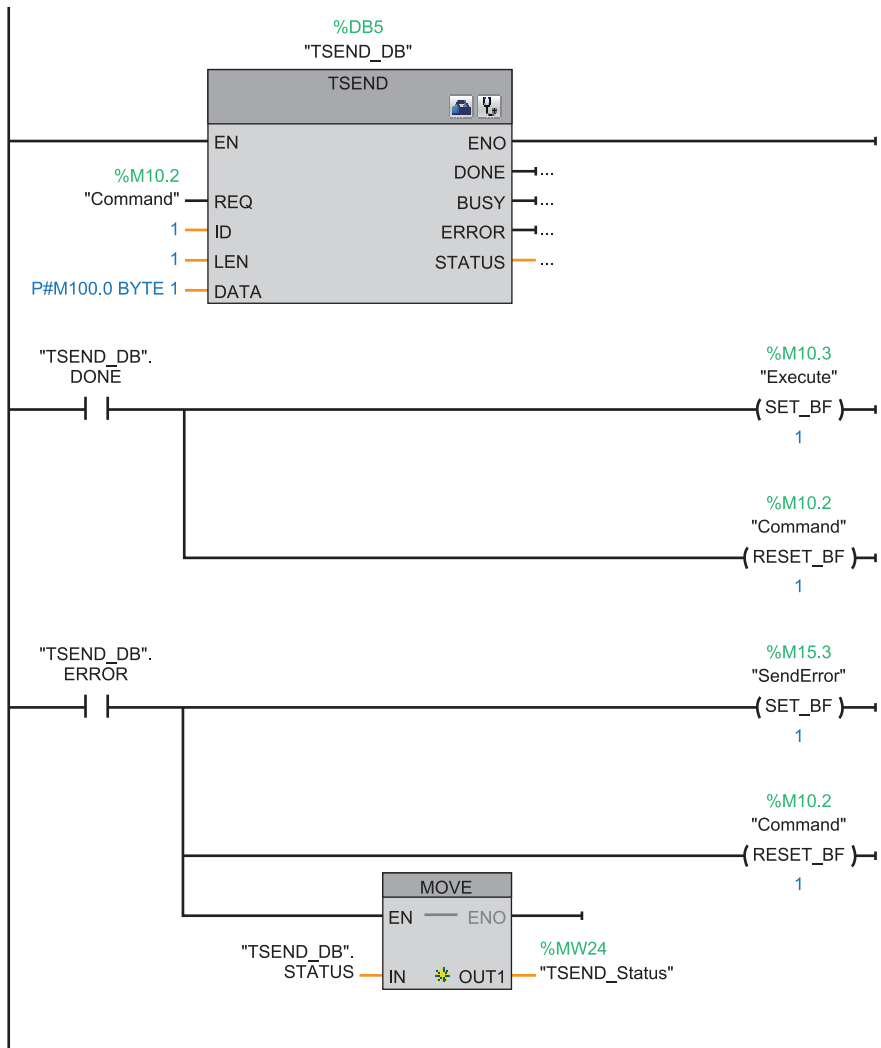 %DB5
"TSEND_DB"
TSEND
EN
ENO
DONE
...
%M10.2
"Command"
REQ
BUSY
...
1
ID
ERROR
...
1
LEN
STATUS
...
P#M100.0 BYTE 1
DATA
"TSEND_DB".
DONE
%M10.3
"Execute"
SET_BF
1
%M10.2
"Command"
RESET_BF
1
"TSEND_DB".
ERROR
%M15.3
"SendError"
SET_BF
1
%M10.2
"Command"
RESET_BF
1
MOVE
EN
ENO
"TSEND_DB".
STATUS
IN
OUT1
%MW24
"TSEND_Status"